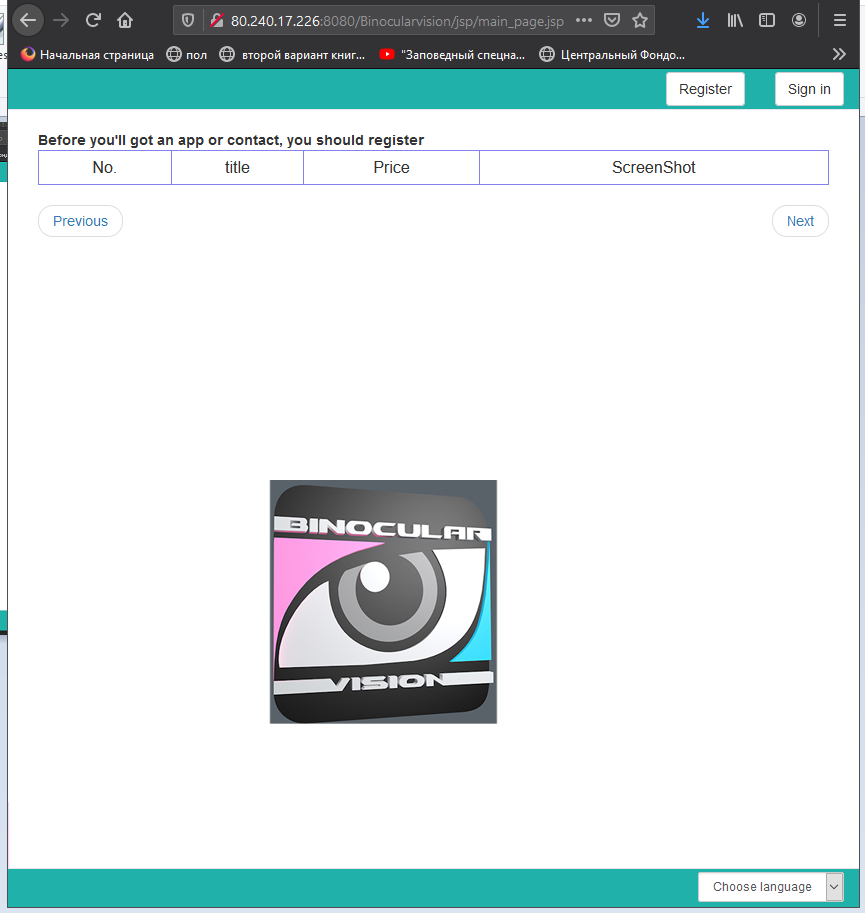 80.240.17.226:8080/Binocularvision/jsp/main_page.jsp
Начальная страница пол второй вариант книг... "Заповедный спецна... Центральный Фондо...
Register Sign in
Before you'll got an app or contact, you should register
No. title Price ScreenShot
Previous Next
BINOCULAR
VISION
Choose language